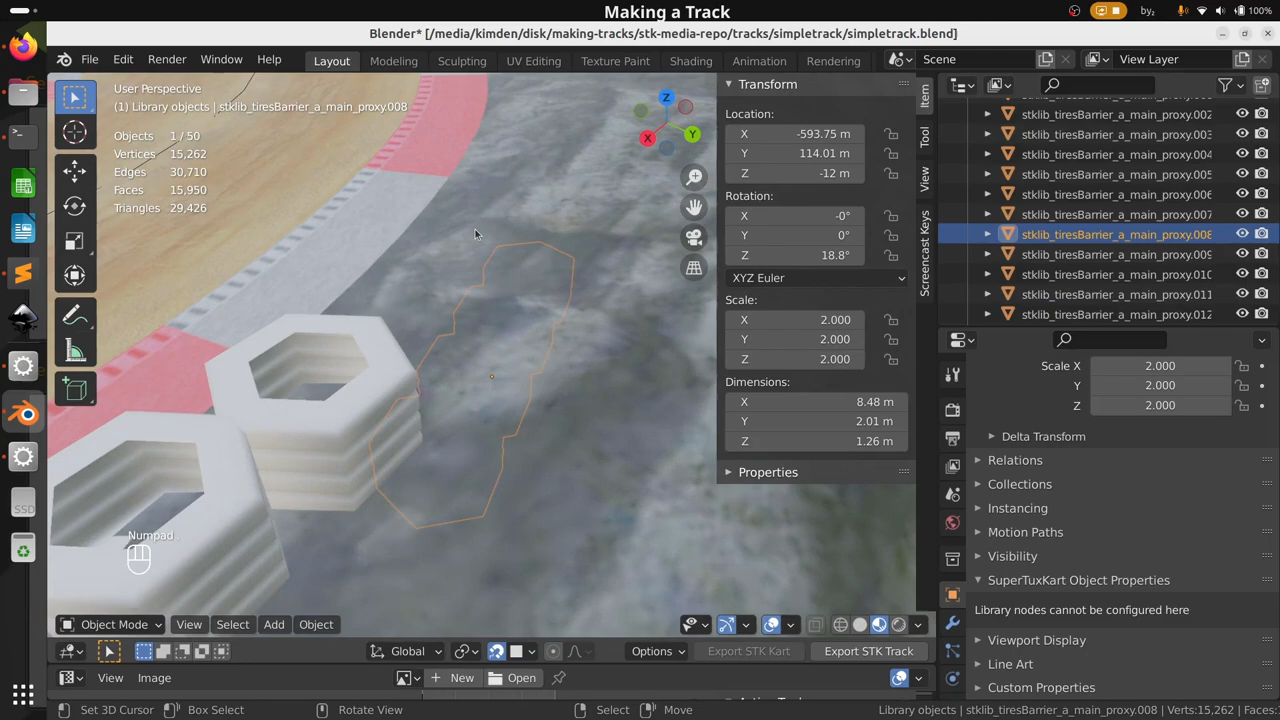 Making a Track
by₂
100%
Blender* [/media/kimden/disk/making-tracks/stk-media-repo/tracks/simpletrack/simpletrack.blend]
File Edit Render Window Help
Layout Modeling Sculpting UV Editing Texture Paint Shading Animation Rendering
Scene
View Layer
User Perspective
(1) Library objects | stklib_tiresBarrier_a_main_proxy.008
Objects 1 / 50
Vertices 15,262
Edges 30,710
Faces 15,950
Triangles 29,426
Z
X
Y
Transform
Location:
X -593.75 m
Y 114.01 m
Z -12 m
Rotation:
X -0°
Y 0°
Z 18.8°
XYZ Euler
Scale:
X 2.000
Y 2.000
Z 2.000
Dimensions:
X 8.48 m
Y 2.01 m
Z 1.26 m
Properties
Item
Tool
View
Screencast Keys
stklib_tiresBarrier_a_main_proxy.002
stklib_tiresBarrier_a_main_proxy.003
stklib_tiresBarrier_a_main_proxy.004
stklib_tiresBarrier_a_main_proxy.005
stklib_tiresBarrier_a_main_proxy.006
stklib_tiresBarrier_a_main_proxy.007
stklib_tiresBarrier_a_main_proxy.008
stklib_tiresBarrier_a_main_proxy.009
stklib_tiresBarrier_a_main_proxy.010
stklib_tiresBarrier_a_main_proxy.011
stklib_tiresBarrier_a_main_proxy.012
Scale X 2.000
Y 2.000
Z 2.000
Delta Transform
Relations
Collections
Instancing
Motion Paths
Visibility
SuperTuxKart Object Properties
Library nodes cannot be configured here
Viewport Display
Line Art
Custom Properties
SSD
Numpad .
Object Mode View Select Add Object
Global
Options Export STK Kart Export STK Track
View Image
New Open
Set 3D Cursor Box Select Rotate View Select Move
Library objects | stklib_tiresBarrier_a_main_proxy.008 | Verts:15,262 | Faces: